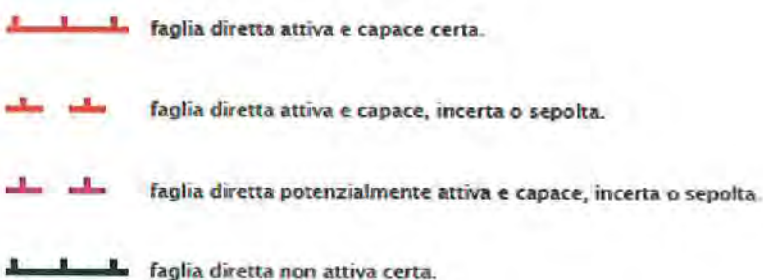 faglia diretta attiva e capace certa.
faglia diretta attiva e capace, incerta o sepolta.
faglia diretta potenzialmente attiva e capace, incerta o sepolta.
faglia diretta non attiva certa.